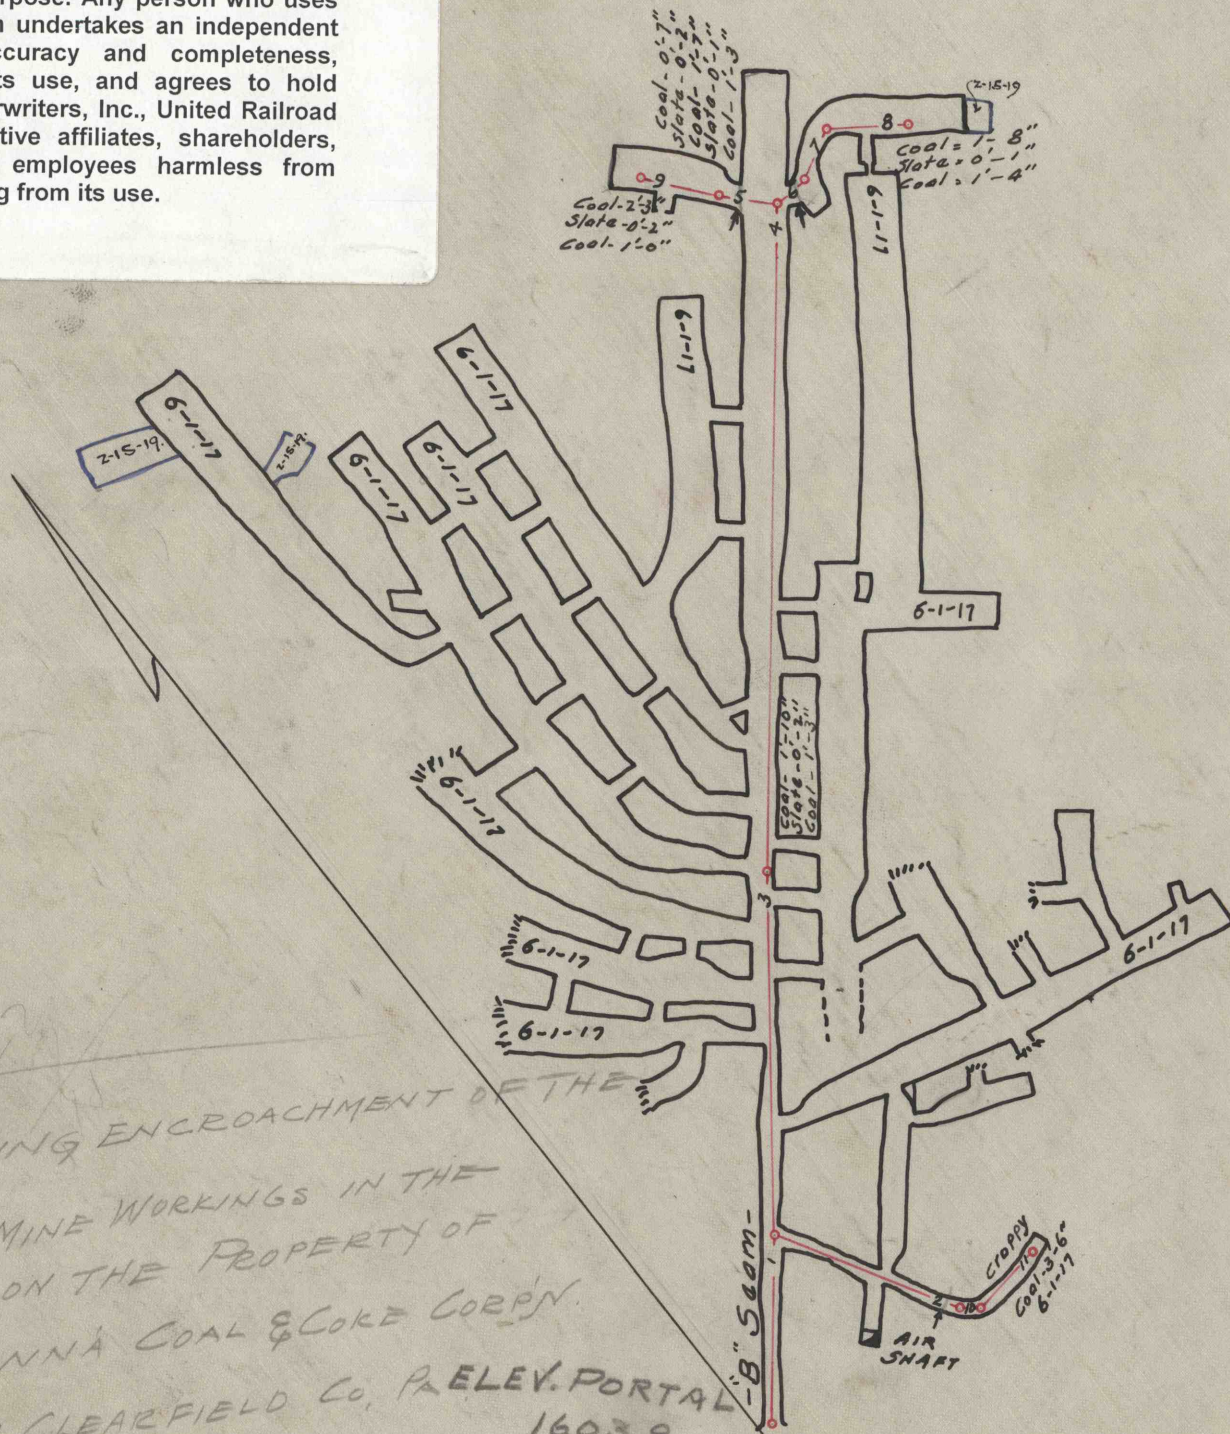 urpose. Any person who uses
n undertakes an independent
ccuracy and completeness,
ts use, and agrees to hold
rwriters, Inc., United Railroad
tive affiliates, shareholders,
employees harmless from
g from its use.
Coal - 0'-7"
Slate - 0'-2"
Coal - 1'-7"
Slate - 0'-1"
Coal - 1'-3"
2-15-19
8
7
Coal = 1'-8"
Slate = 0'-1"
Coal = 1'-4"
9
5
6
4
Coal - 2'-3"
Slate - 0'-2"
Coal - 1'-0"
6-1-17
6-1-17
6-1-17
6-1-17
2-15-19.
2-15-19.
6-1-17
6-1-17
6-1-17
Coal - 1'-10"
Slate - 0'-2"
Coal - 1'-3"
6-1-17
3
6-1-17
6-1-17
6-1-17
ING ENCROACHMENT OF THE
MINE WORKINGS IN THE
ON THE PROPERTY OF
NNA COAL & COKE CORP'N.
CLEARFIELD Co, PA
ELEV. PORTAL
-"B" Seam-
1
2
10
11
Croppy
Coal - 3'-6"
6-1-17
AIR
SHAFT